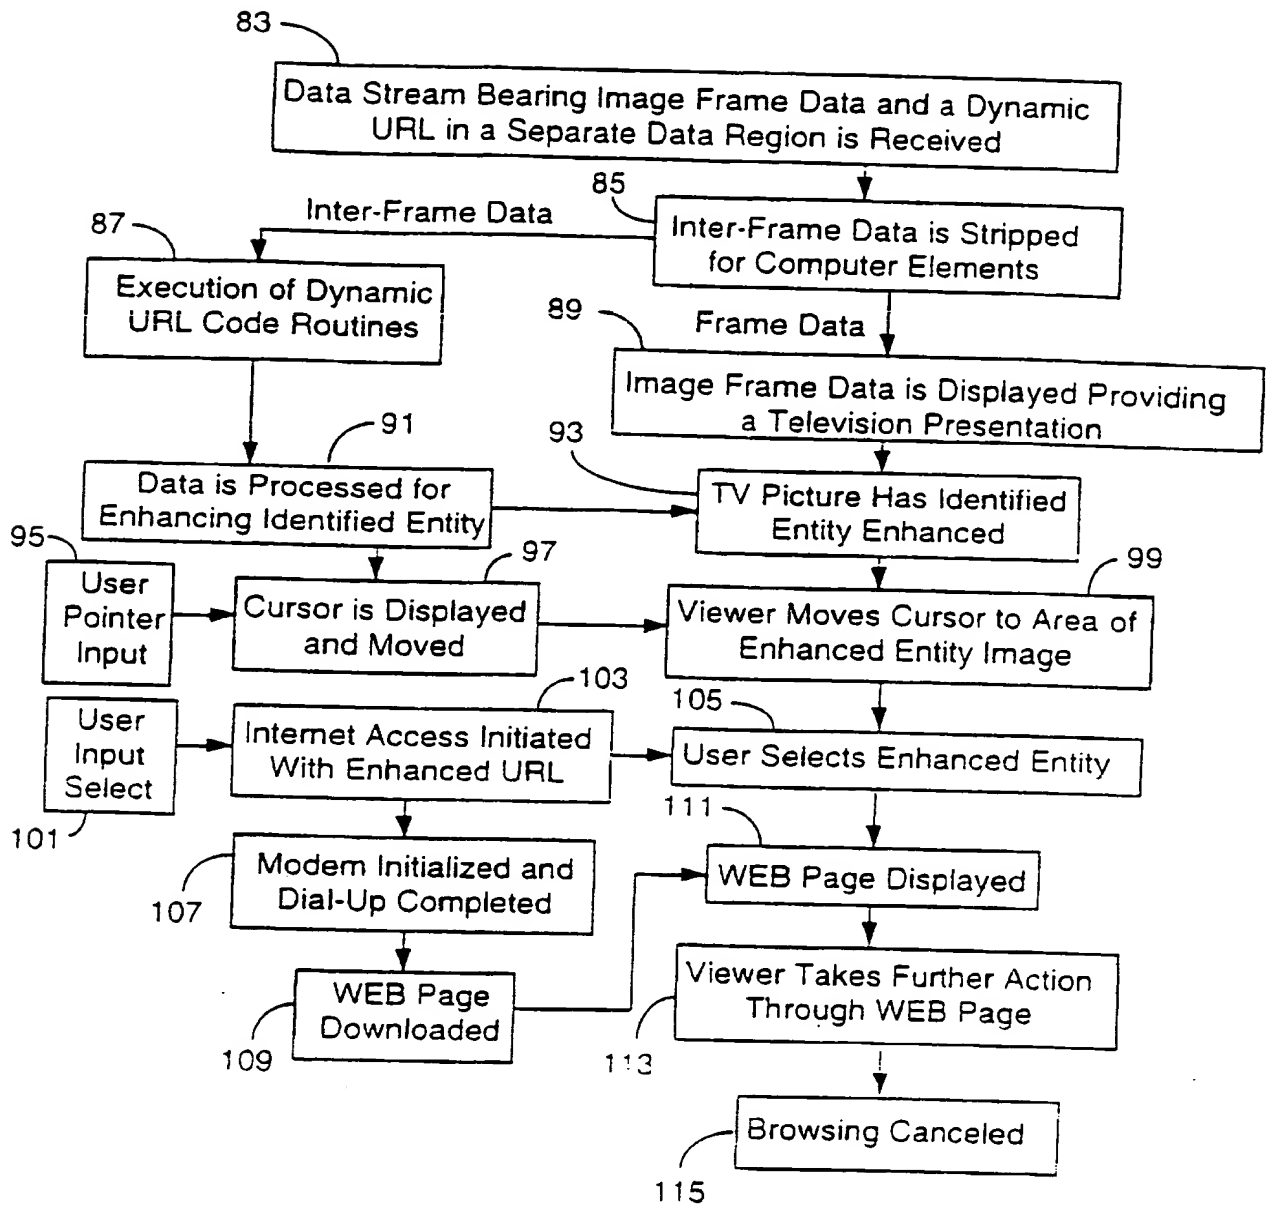 83
Data Stream Bearing Image Frame Data and a Dynamic
URL in a Separate Data Region is Received
85
Inter-Frame Data
87
Inter-Frame Data is Stripped
for Computer Elements
Execution of Dynamic
URL Code Routines
89
Frame Data
Image Frame Data is Displayed Providing
a Television Presentation
91
93
Data is Processed for
Enhancing Identified Entity
TV Picture Has Identified
Entity Enhanced
95
97
99
User
Pointer
Input
Cursor is Displayed
and Moved
Viewer Moves Cursor to Area of
Enhanced Entity Image
103
105
User
Input
Select
101
Internet Access Initiated
With Enhanced URL
User Selects Enhanced Entity
111
Modem Initialized and
Dial-Up Completed
107
WEB Page Displayed
WEB Page
Downloaded
109
Viewer Takes Further Action
Through WEB Page
113
Browsing Canceled
115